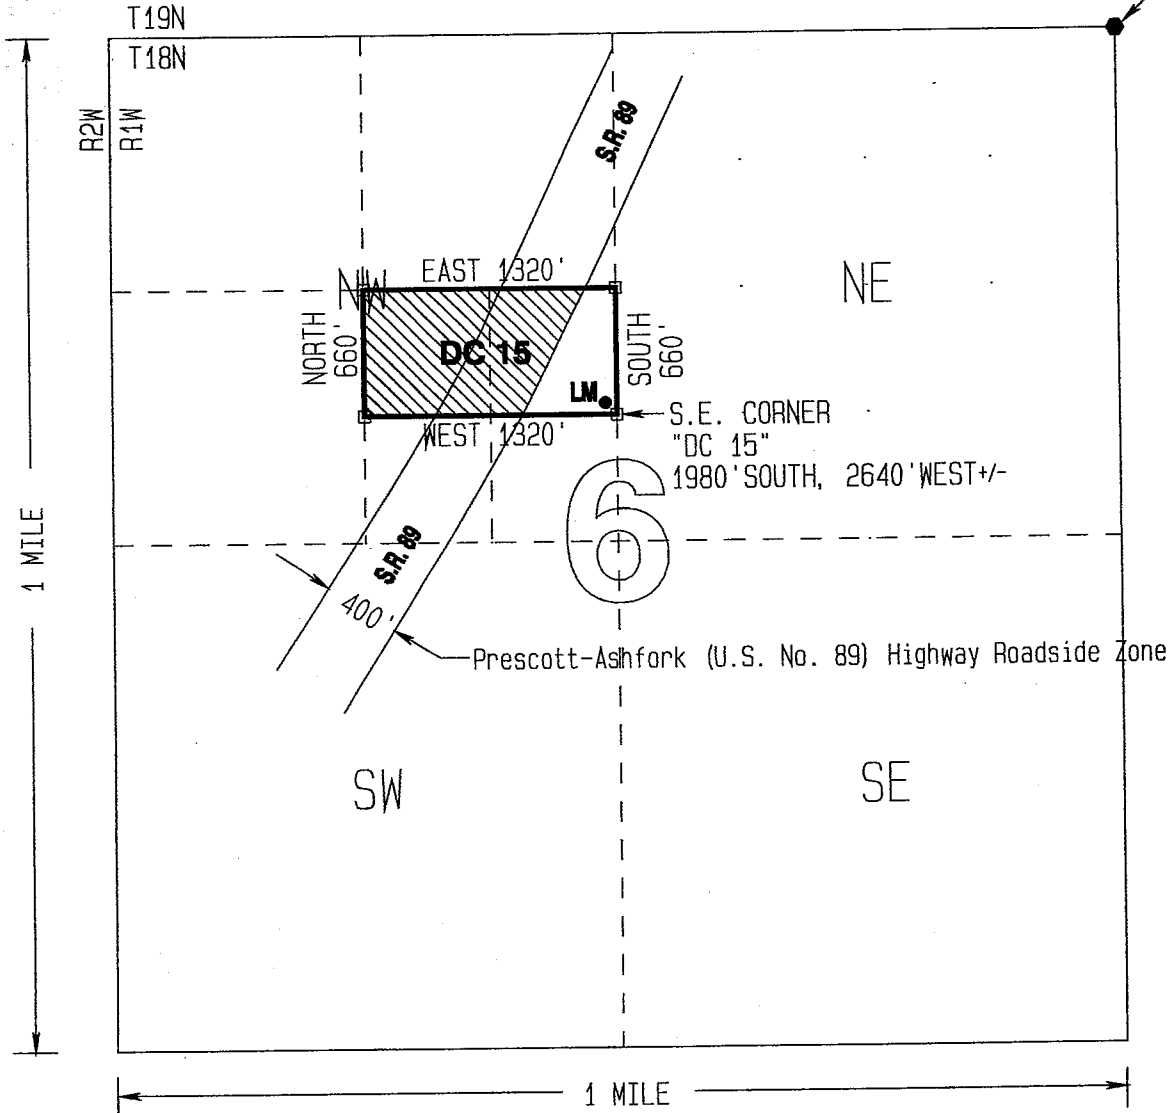 T19N
T18N
R2W
R1W
S.R. 89
NW
EAST 1320'
NE
NORTH
660'
DC 15
SOUTH
660'
LM
WEST 1320'
S.E. CORNER
"DC 15"
1980'SOUTH, 2640'WEST+/-
6
1 MILE
S.R. 89
400'
Prescott-Ashfork (U.S. No. 89) Highway Roadside Zone
SW
SE
1 MILE